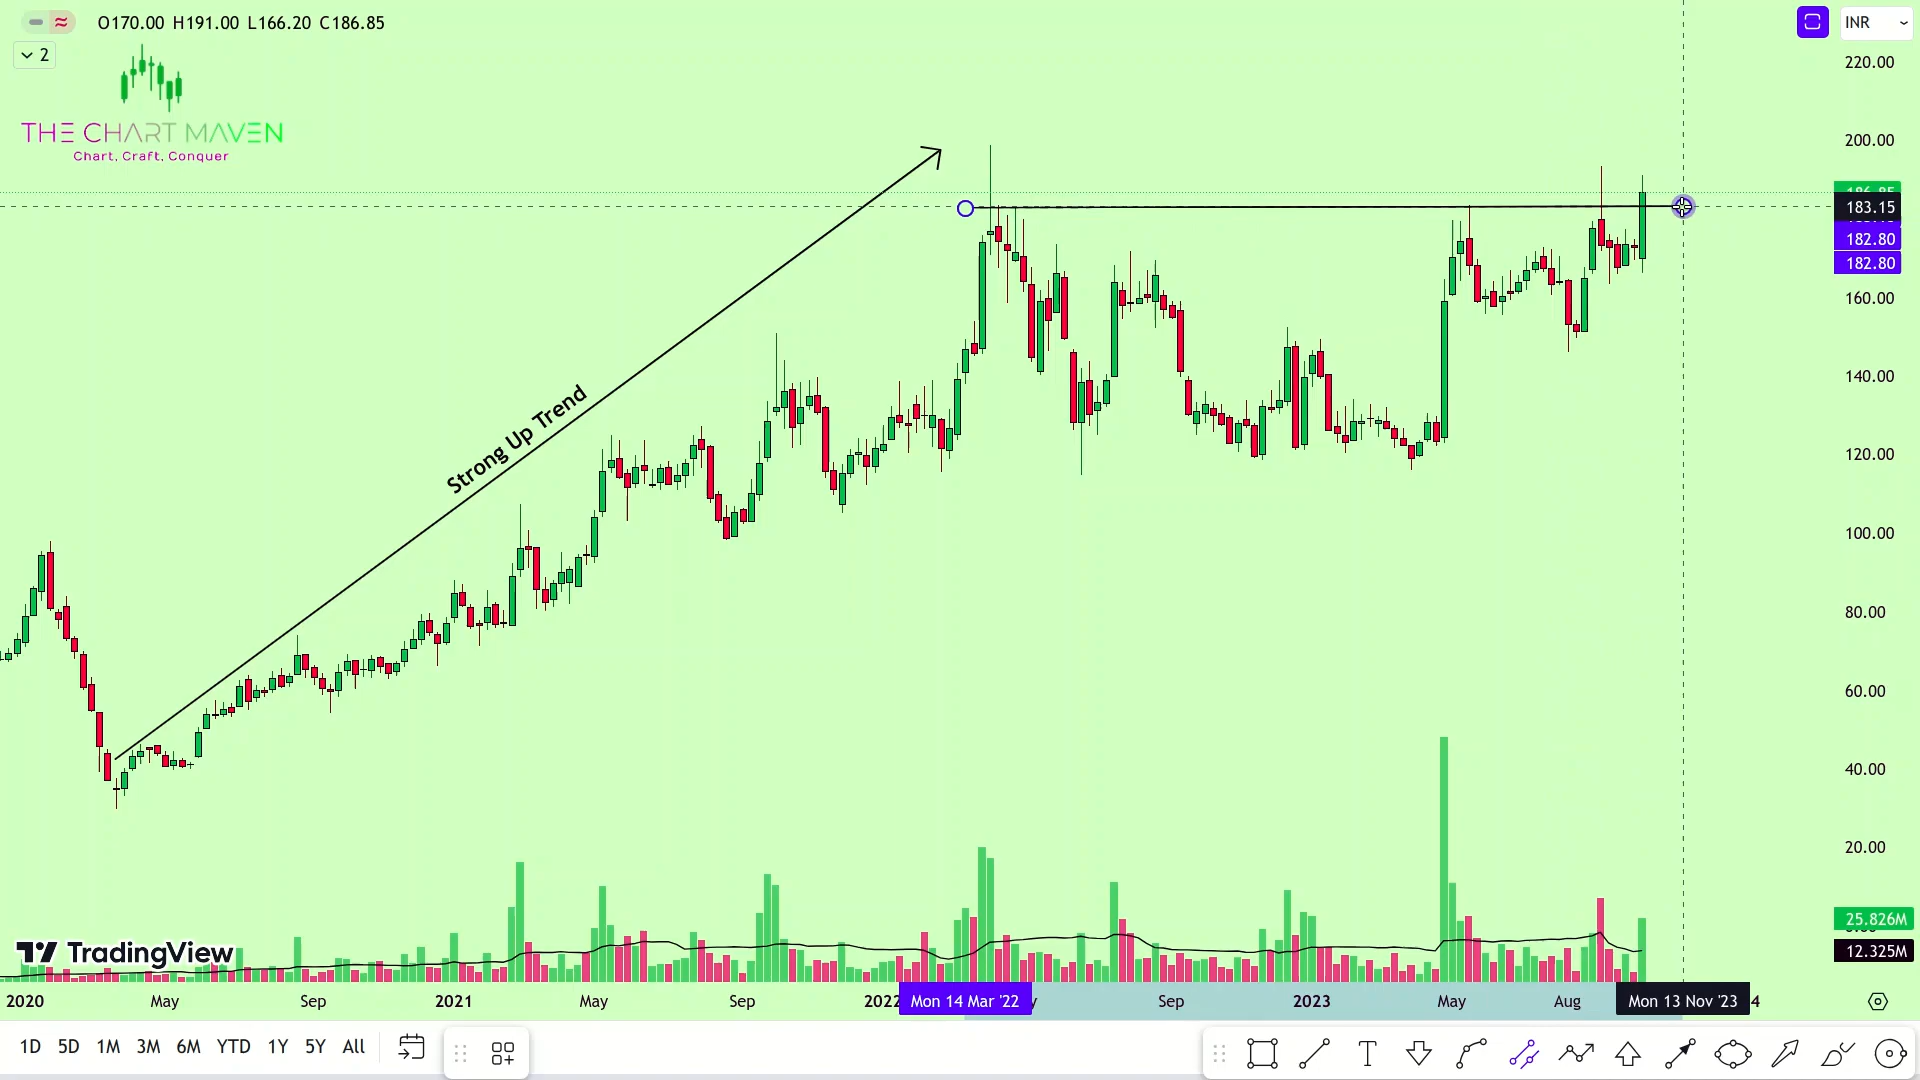 O170.00 H191.00 L166.20 C186.85
INR
2
THE CHART MAVEN
Chart, Craft, Conquer
Strong Up Trend
220.00
200.00
186.85
183.15
182.80
182.80
160.00
140.00
120.00
100.00
80.00
60.00
40.00
20.00
25.826M
12.325M
TradingView
2020 May Sep 2021 May Sep 2022 Mon 14 Mar '22 Sep 2023 May Aug Mon 13 Nov '23 4
1D 5D 1M 3M 6M YTD 1Y 5Y All
T